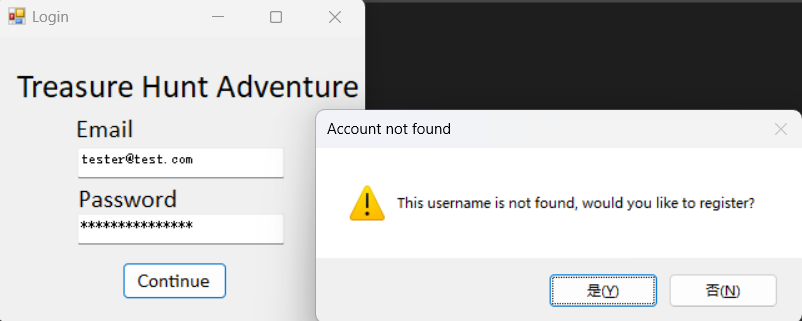 Login
Treasure Hunt Adventure
Email
tester@test.com
Password
***************
Continue
Account not found
This username is not found, would you like to register?
是(Y)
否(N)